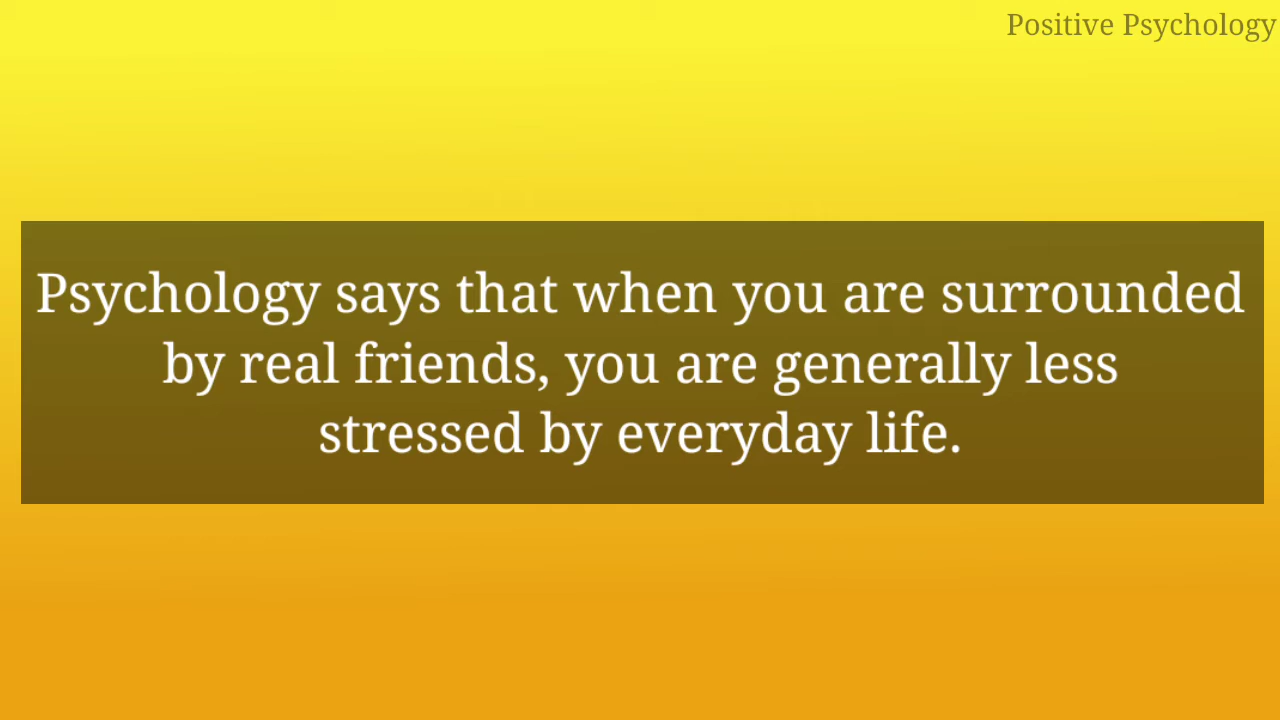 Positive Psychology
Psychology says that when you are surrounded
by real friends, you are generally less
stressed by everyday life.